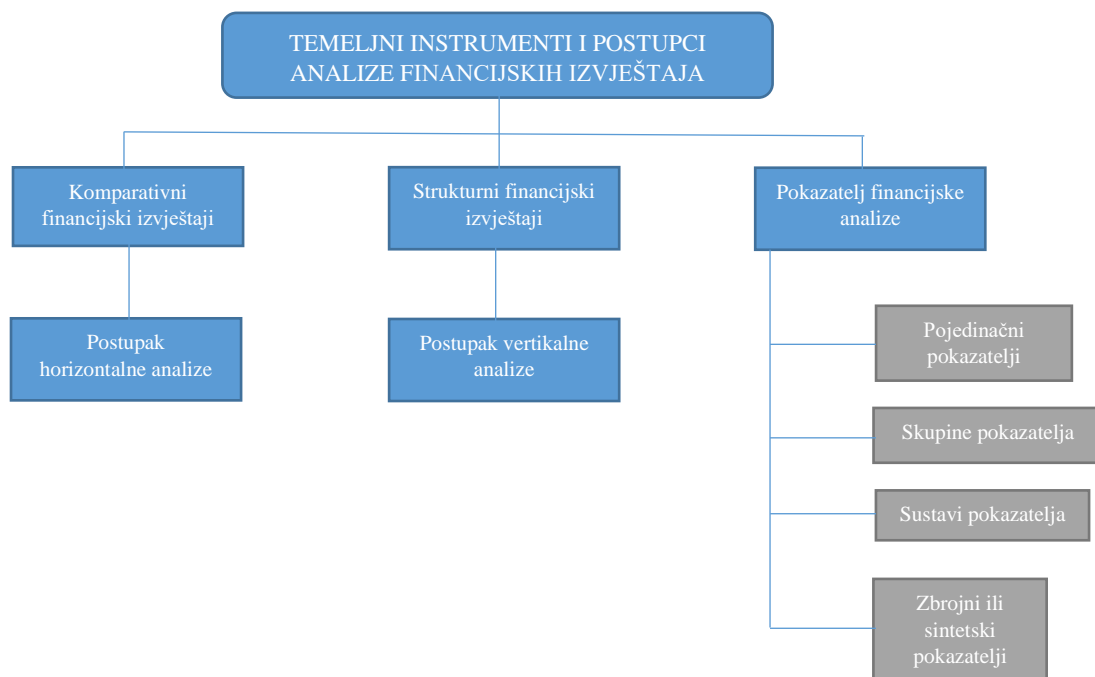 TEMELJNI INSTRUMENTI I POSTUPCI
ANALIZE FINANCIJSKIH IZVJEŠTAJA
Komparativni
financijski izvještaji
Strukturni financijski
izvještaji
Pokazatelj financijske
analize
Postupak
horizontalne analize
Postupak vertikalne
analize
Pojedinačni
pokazatelji
Skupine pokazatelja
Sustavi pokazatelja
Zbrojni ili
sintetski
pokazatelji